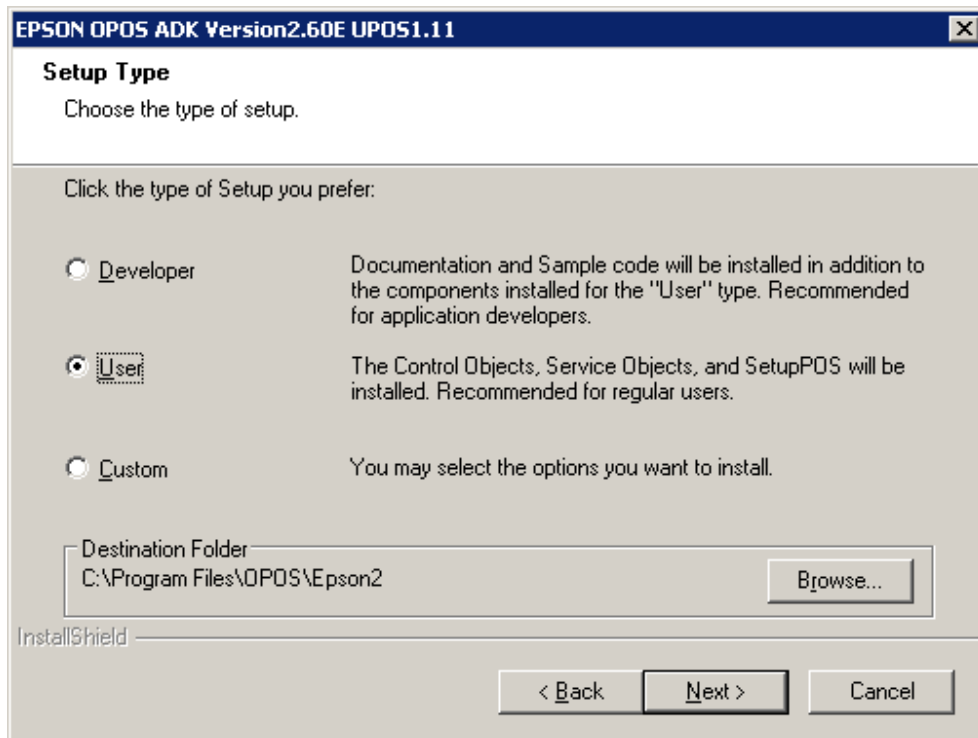 EPSON OPOS ADK Version2.60E UPOS1.11
Setup Type
Choose the type of setup.
Click the type of Setup you prefer:
Developer
Documentation and Sample code will be installed in addition to
the components installed for the "User" type. Recommended
for application developers.
User
The Control Objects, Service Objects, and SetupPOS will be
installed. Recommended for regular users.
Custom
You may select the options you want to install.
Destination Folder
C:\Program Files\OPOS\Epson2
Browse...
InstallShield
< Back
Next >
Cancel